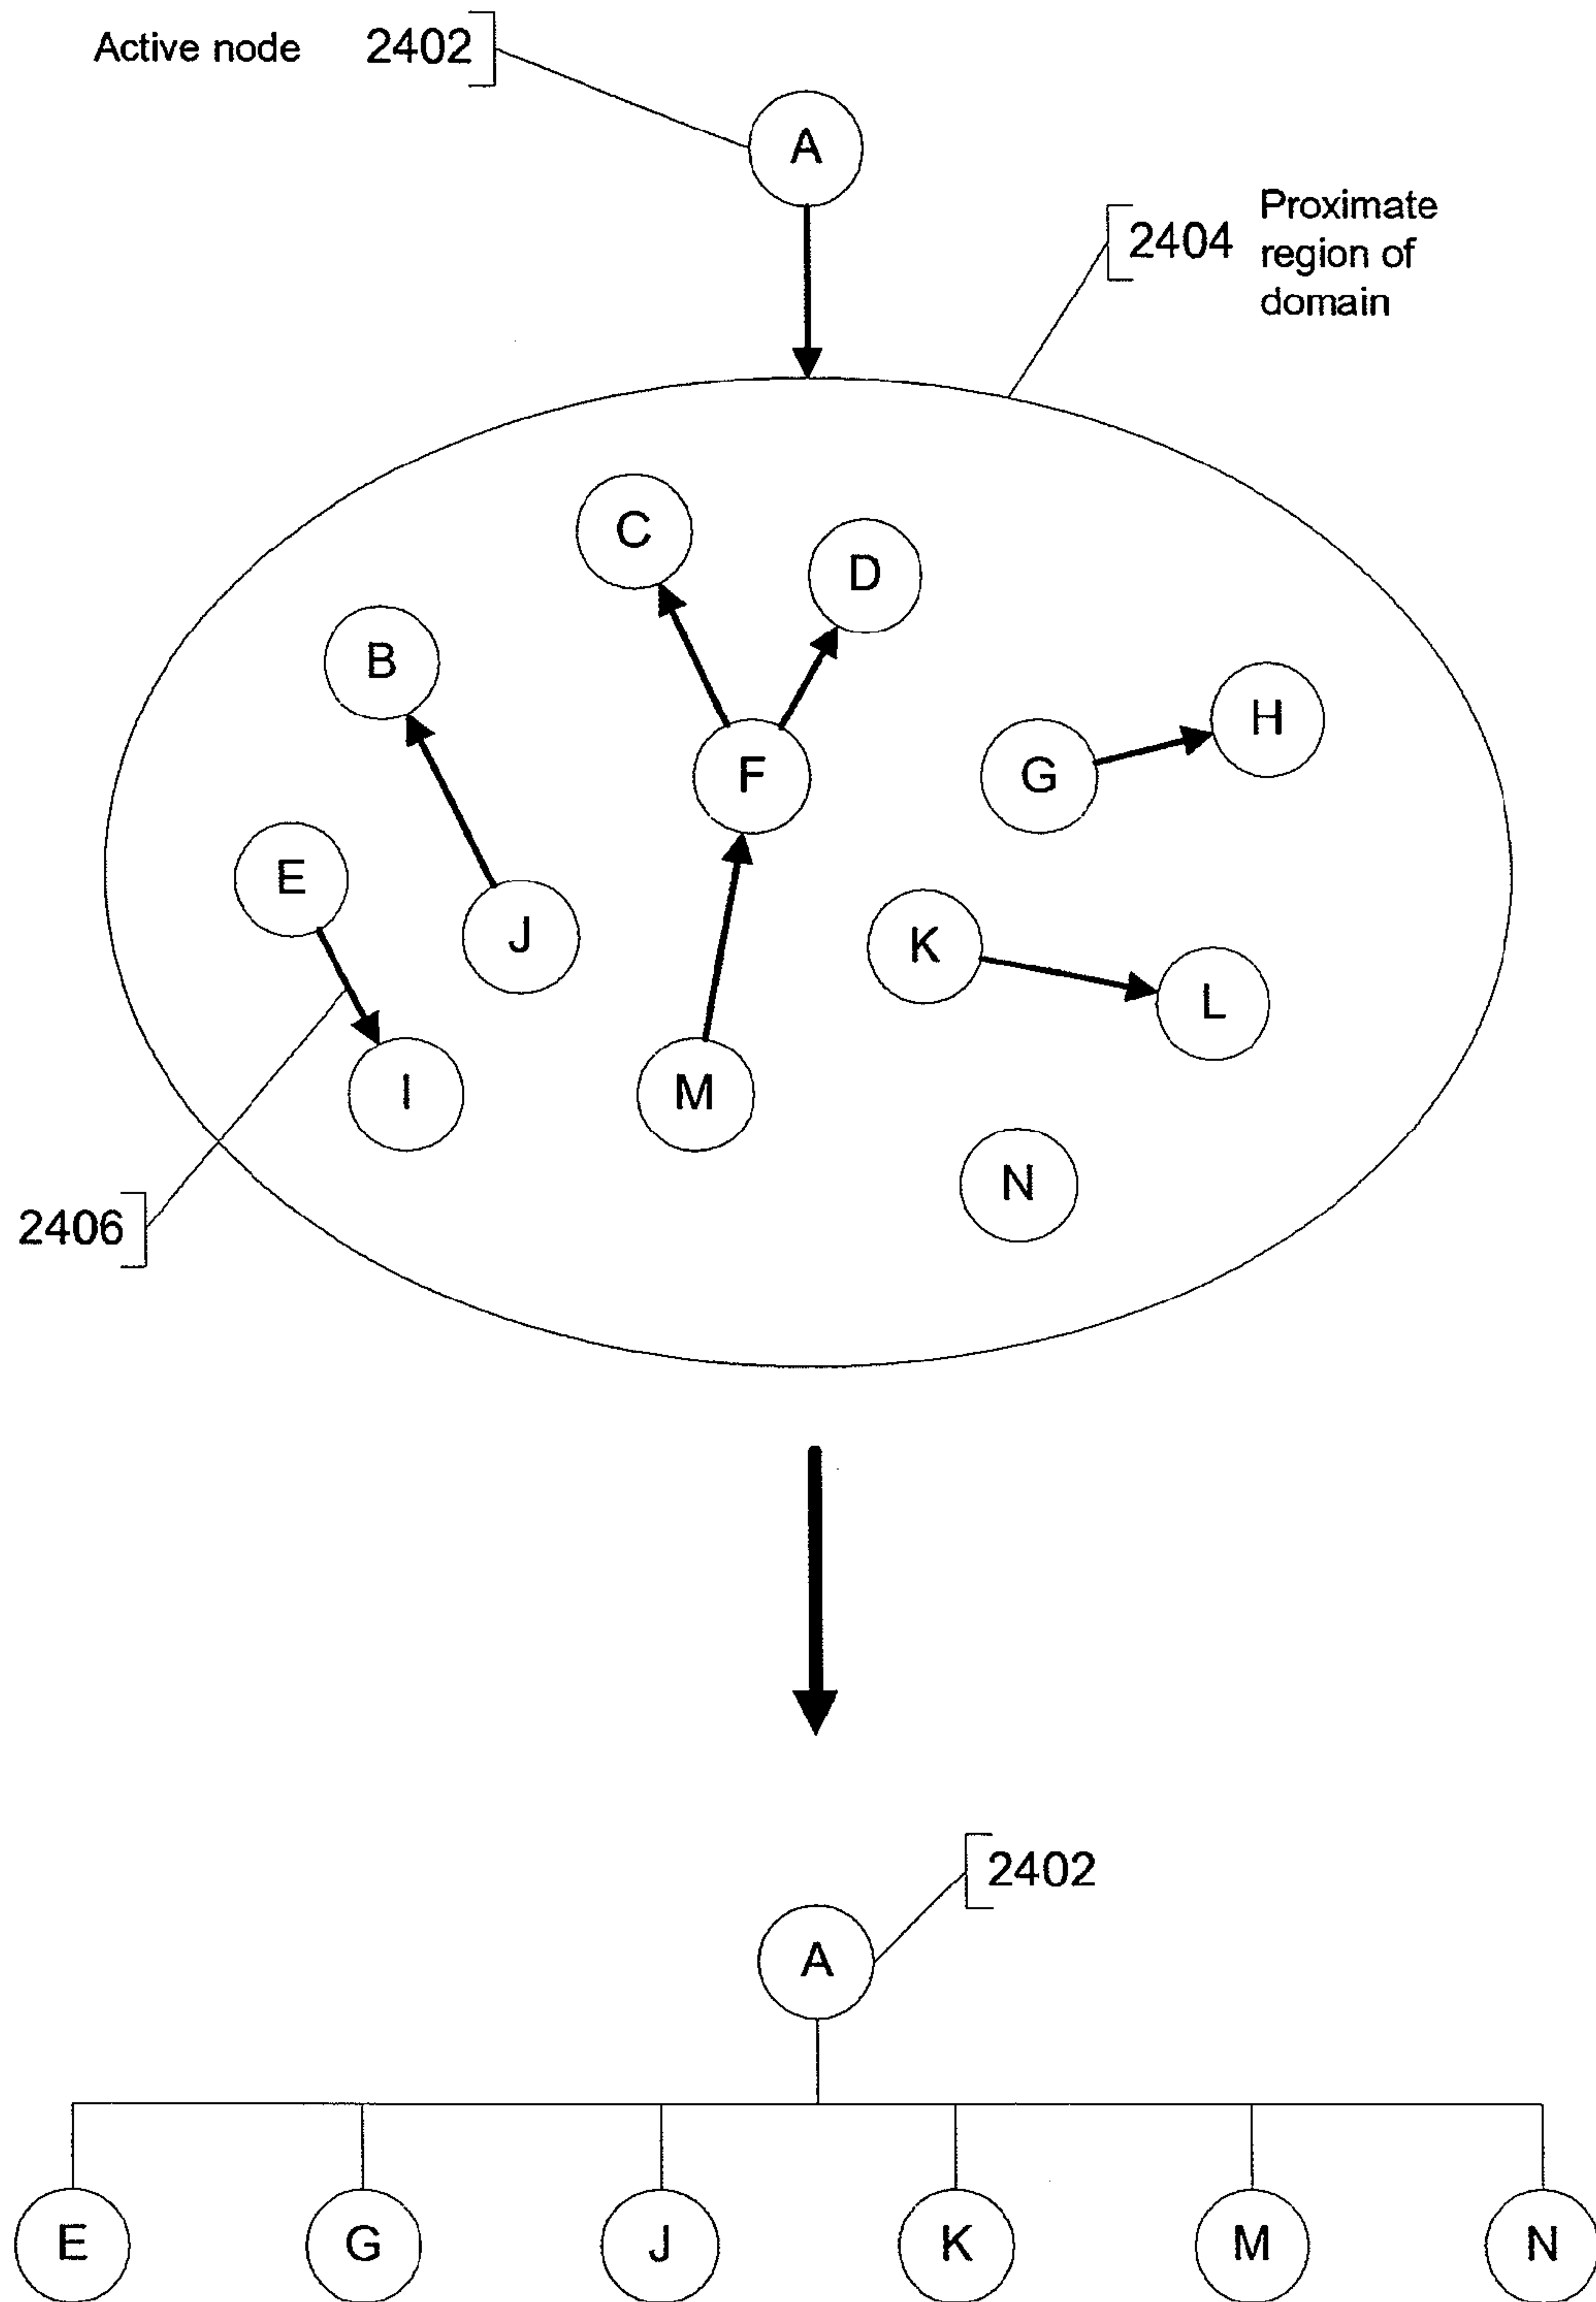 Active node 2402
A
2404 Proximate
region of
domain
C
D
B
H
F
G
E
J
K
L
I
M
N
2406
2402
A
E G J K M N